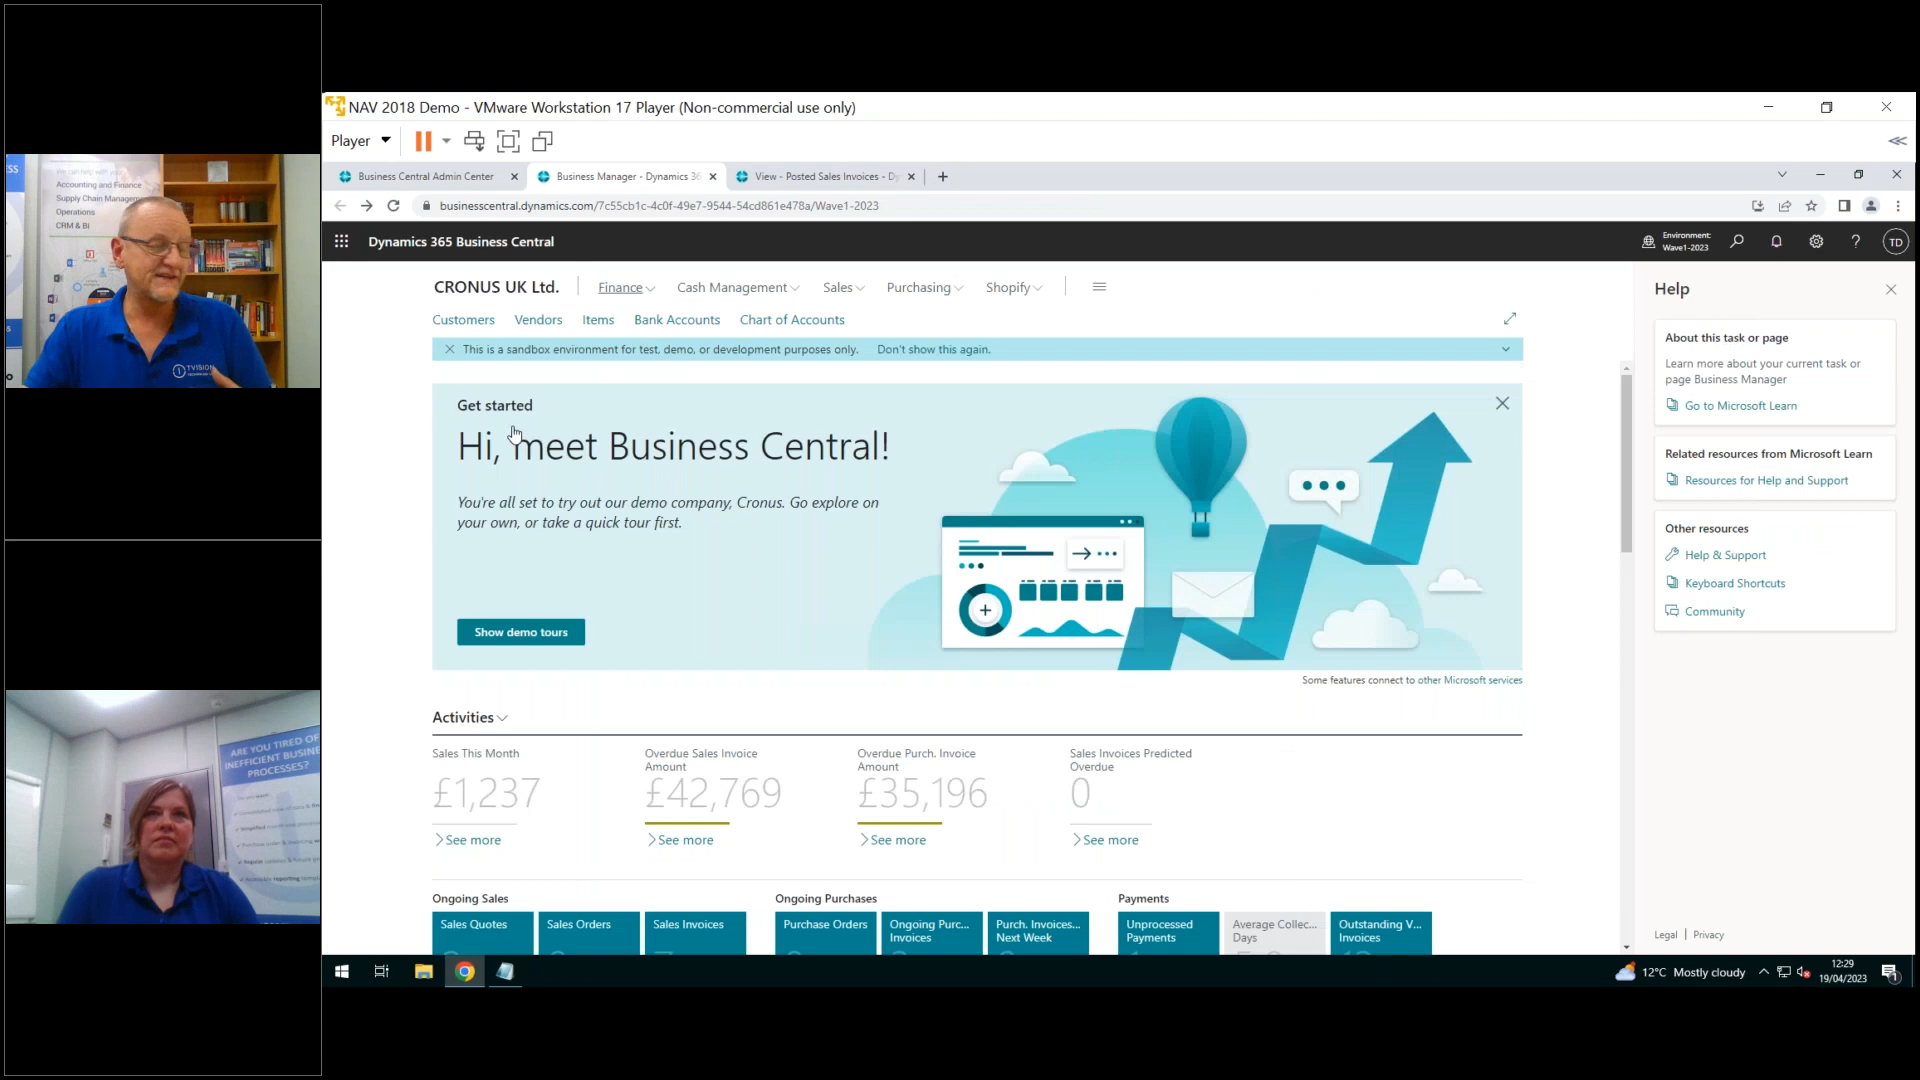 NAV 2018 Demo - VMware Workstation 17 Player (Non-commercial use only)
Player
Business Central Admin Center
Business Manager - Dynamics 36
View - Posted Sales Invoices - Dy
businesscentral.dynamics.com/7c55cb1c-4c0f-49e7-9544-54cd861e478a/Wave1-2023
Dynamics 365 Business Central
Environment:
Wave1-2023
TD
CRONUS UK Ltd.
Finance
Cash Management
Sales
Purchasing
Shopify
Customers
Vendors
Items
Bank Accounts
Chart of Accounts
This is a sandbox environment for test, demo, or development purposes only.
Don't show this again.
Get started
Hi, meet Business Central!
You're all set to try out our demo company, Cronus. Go explore on
your own, or take a quick tour first.
Show demo tours
Some features connect to other Microsoft services
Activities
Sales This Month
£1,237
See more
Overdue Sales Invoice
Amount
£42,769
See more
Overdue Purch. Invoice
Amount
£35,196
See more
Sales Invoices Predicted
Overdue
0
See more
Ongoing Sales
Sales Quotes
Sales Orders
Sales Invoices
Ongoing Purchases
Purchase Orders
Ongoing Purc...
Invoices
Purch. Invoices...
Next Week
Payments
Unprocessed
Payments
Average Collec...
Days
Outstanding V...
Invoices
Help
About this task or page
Learn more about your current task or
page Business Manager
Go to Microsoft Learn
Related resources from Microsoft Learn
Resources for Help and Support
Other resources
Help & Support
Keyboard Shortcuts
Community
Legal
Privacy
12°C Mostly cloudy
12:29
19/04/2023
1
ESS
We can help with your
Accounting and Finance
Supply Chain Managem
Operations
CRM & BI
TVISION
ARE YOU TIRED OF
INEFFICIENT BUSINE
PROCESSES?